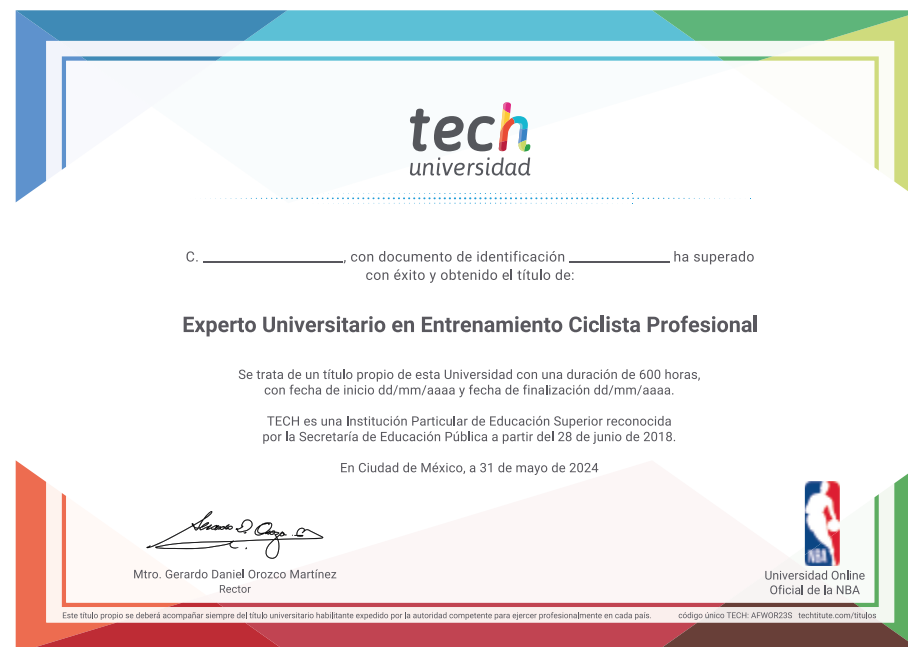 tech
universidad
C. ____________, con documento de identificación ____________ ha superado
con éxito y obtenido el título de:
Experto Universitario en Entrenamiento Ciclista Profesional
Se trata de un título propio de esta Universidad con una duración de 600 horas,
con fecha de inicio dd/mm/aaaa y fecha de finalización dd/mm/aaaa.
TECH es una Institución Particular de Educación Superior reconocida
por la Secretaría de Educación Pública a partir del 28 de junio de 2018.
En Ciudad de México, a 31 de mayo de 2024
Mtro. Gerardo Daniel Orozco Martínez
Rector
NBA
Universidad Online
Oficial de la NBA
Este título propio se deberá acompañar siempre del título universitario habilitante expedido por la autoridad competente para ejercer profesionalmente en cada país. código único TECH: AFWOR23S techtitute.com/titulos